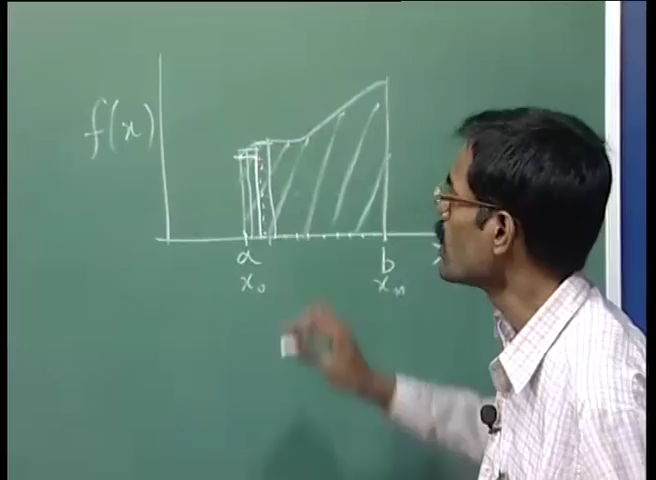 f(x)
a b
x₀ xₙ